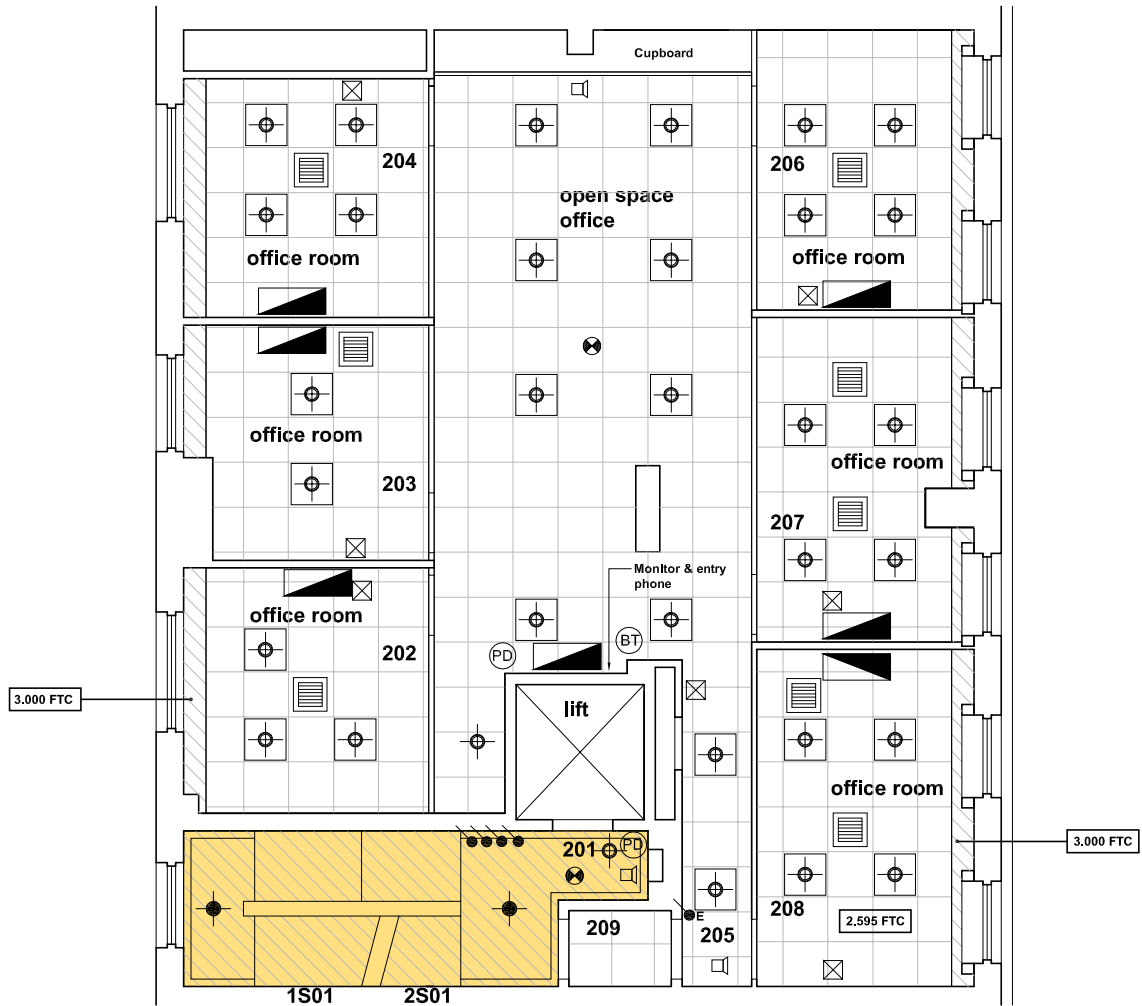 Cupboard
204
206
open space
office
office room
office room
office room
203
office room
207
Monitor & entry
phone
office room
BT
PD
202
3.000 FTC
lift
office room
3.000 FTC
201
PD
208
2.595 FTC
E
209
205
1S01
2S01